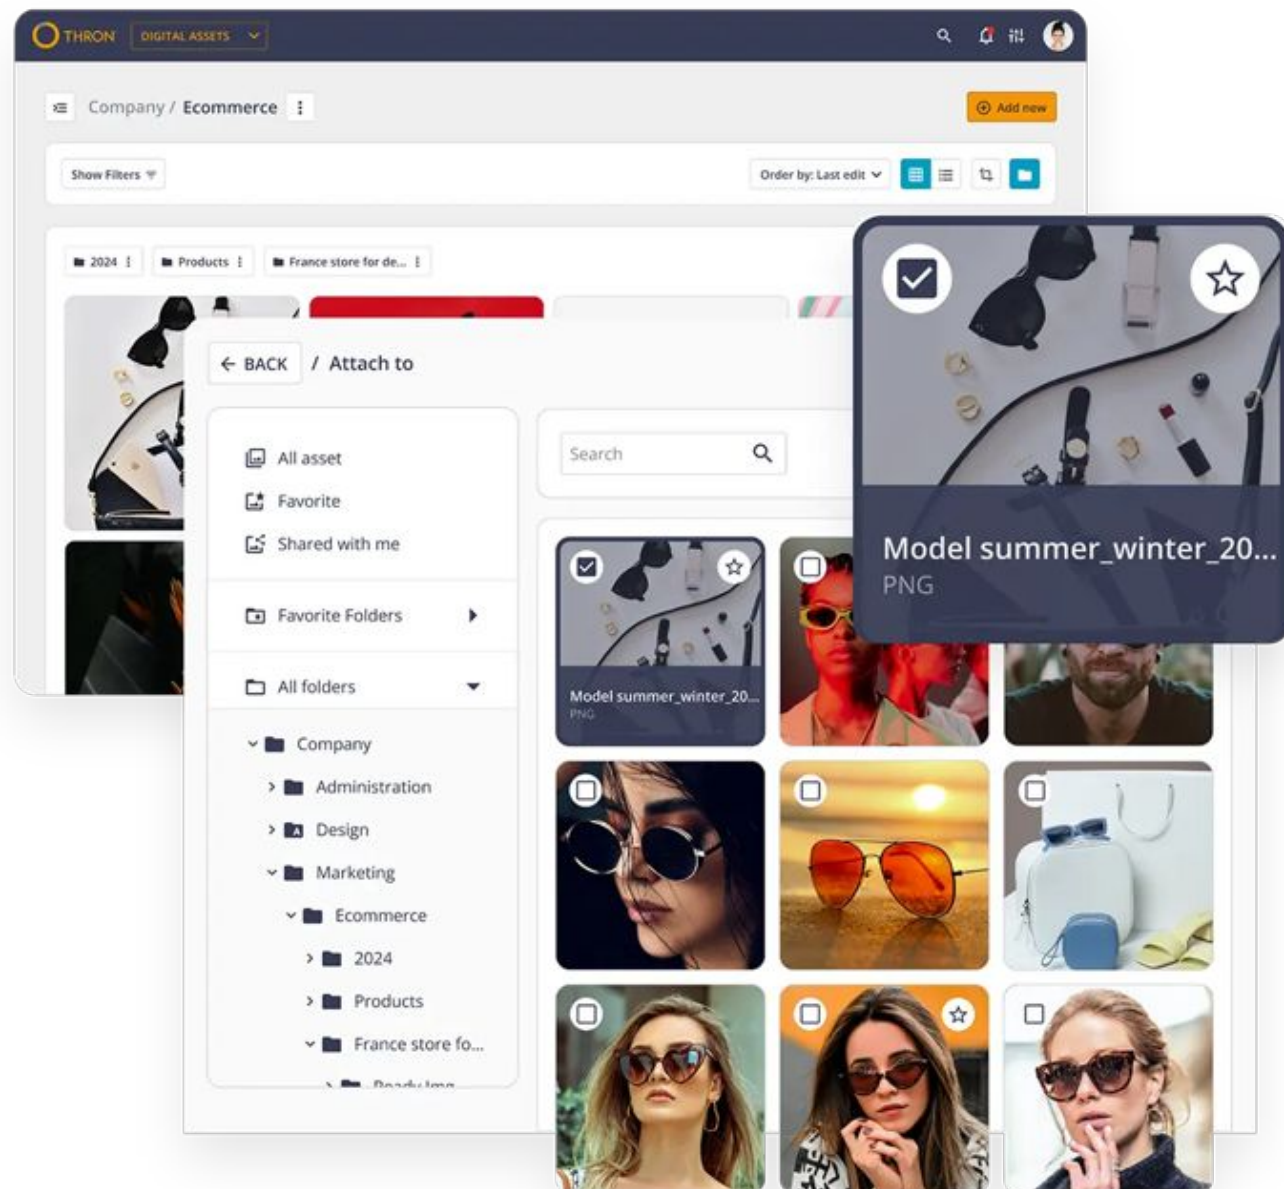 THRON
DIGITAL ASSETS
Company / Ecommerce
Add new
Show Filters
Order by: Last edit
2024
Products
France store for de...
← BACK / Attach to
All asset
Favorite
Shared with me
Favorite Folders
All folders
Company
Administration
Design
Marketing
Ecommerce
2024
Products
France store fo...
Ready Img
Search
Model summer_winter_20...
PNG
Model summer_winter_20...
PNG